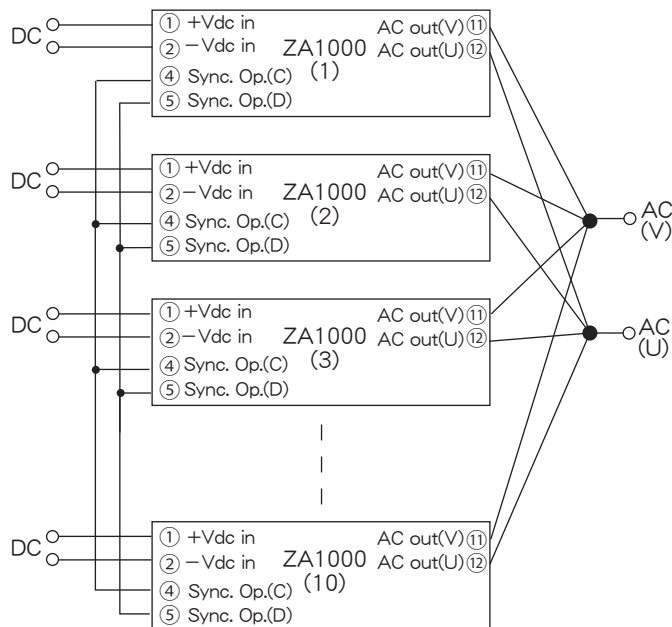 DC
① +Vdc in
② −Vdc in
④ Sync. Op.(C)
⑤ Sync. Op.(D)
ZA1000
(1)
AC out(V)⑪
AC out(U)⑫
DC
①+Vdc in
②−Vdc in
④ Sync. Op.(C)
⑤ Sync. Op.(D)
ZA1000
(2)
AC out(V)⑪
AC out(U)⑫
AC
(V)
DC
①+Vdc in
②−Vdc in
④ Sync. Op.(C)
⑤ Sync. Op.(D)
ZA1000
(3)
AC out(V)⑪
AC out(U)⑫
AC
(U)
DC
① +Vdc in
② −Vdc in
④ Sync. Op.(C)
⑤ Sync. Op.(D)
ZA1000
(10)
AC out(V)⑪
AC out(U)⑫